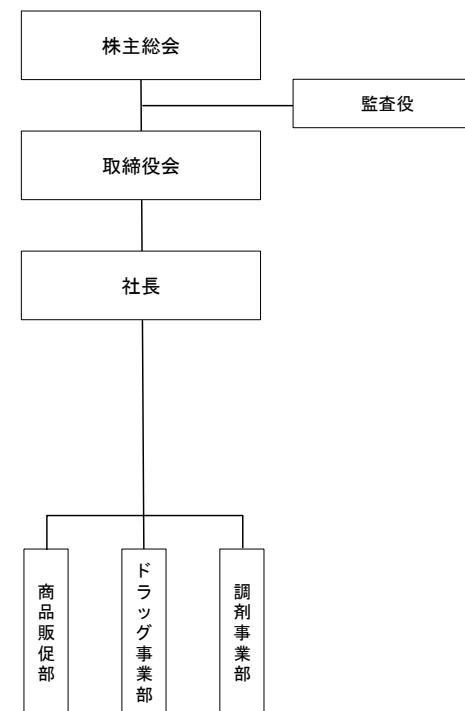 株主総会
監査役
取締役会
社長
商品販促部
ドラッグ事業部
調剤事業部